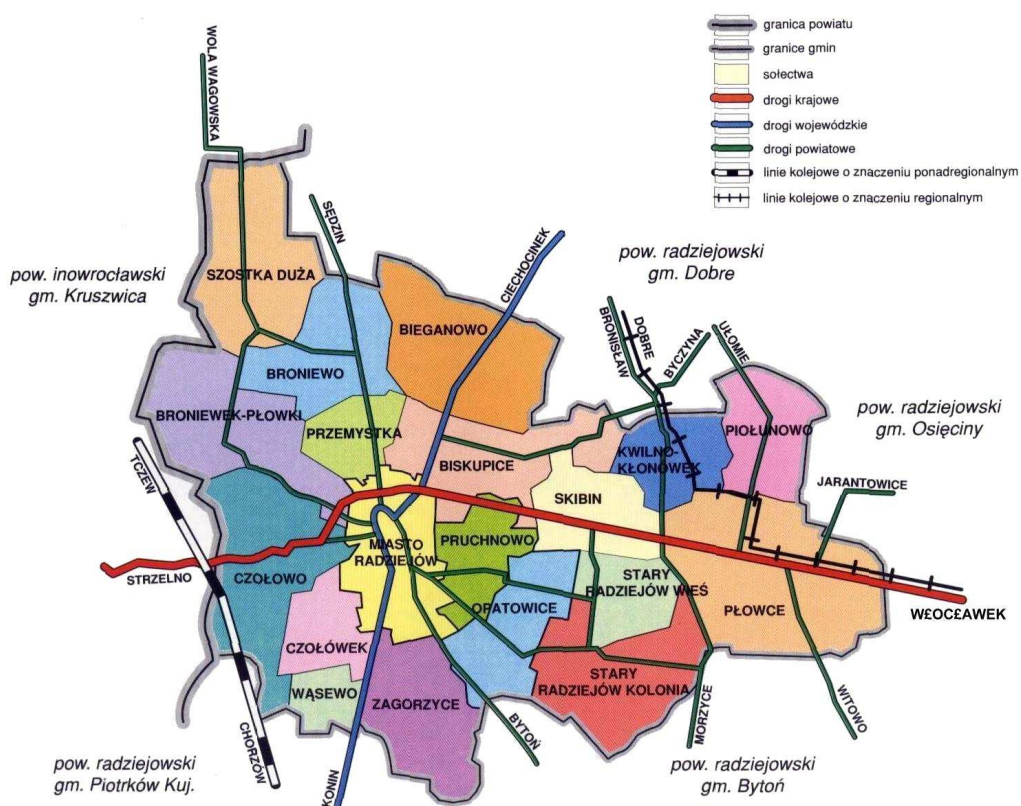 granica powiatu
granice gmin
sołectwa
drogi krajowe
drogi wojewódzkie
drogi powiatowe
linie kolejowe o znaczeniu ponadregionalnym
linie kolejowe o znaczeniu regionalnym
WOLA WAGOWSKA
SĘDZIN
CIECHOCINEK
pow. inowrocławski
gm. Kruszwica
pow. radziejowski
gm. Dobre
SZOSTKA DUŻA
BIEGANOWO
BRONISŁAW
DOBRE
BYCZYNA
UŁOMIE
BRONIEWO
BRONIEWEK-PŁOWKI
PRZEMYSTKA
BISKUPICE
KWILNO-
KŁONÓWEK
PIOŁUNOWO
pow. radziejowski
gm. Osięciny
TCZEW
SKIBIN
JARANTOWICE
MIASTO
RADZIEJÓW
PRUCHNOWO
STRZELNO
CZOŁOWO
STARY
RADZIEJÓW WIEŚ
OPATOWICE
PŁOWCE
W£OC£AWEK
CZOŁÓWEK
WĄSEWO
ZAGORZYCE
STARY
RADZIEJÓW KOLONIA
CHORZÓW
BYTOŃ
MORZYCE
WITOWO
KONIN
pow. radziejowski
gm. Piotrków Kuj.
pow. radziejowski
gm. Bytoń